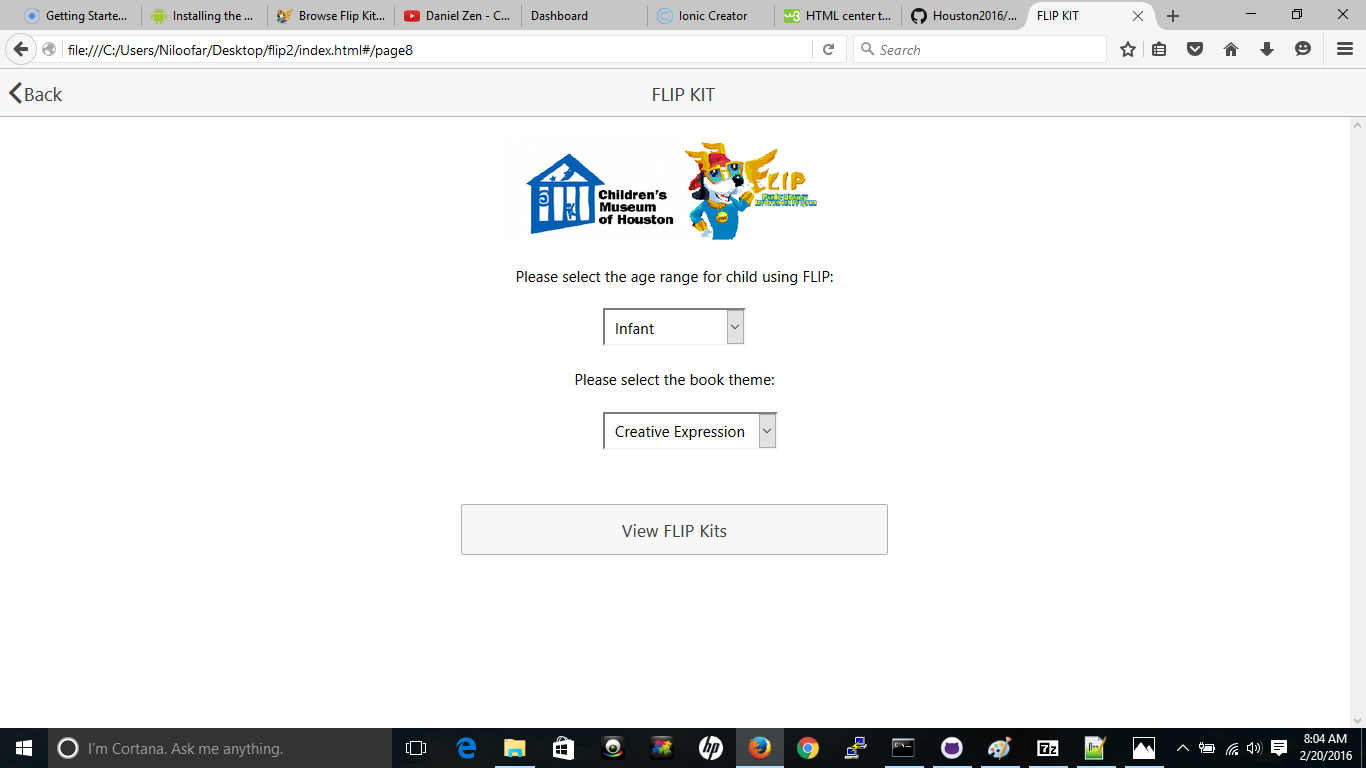 Getting Starte...
Installing the ...
Browse Flip Kit...
Daniel Zen - C...
Dashboard
Ionic Creator
HTML center t...
Houston2016/...
FLIP KIT
file:///C:/Users/Niloofar/Desktop/flip2/index.html#/page8
Search
Back
FLIP KIT
Children's
Museum
of Houston
FLIP
Please select the age range for child using FLIP:
Infant
Please select the book theme:
Creative Expression
View FLIP Kits
I'm Cortana. Ask me anything.
8:04 AM
2/20/2016